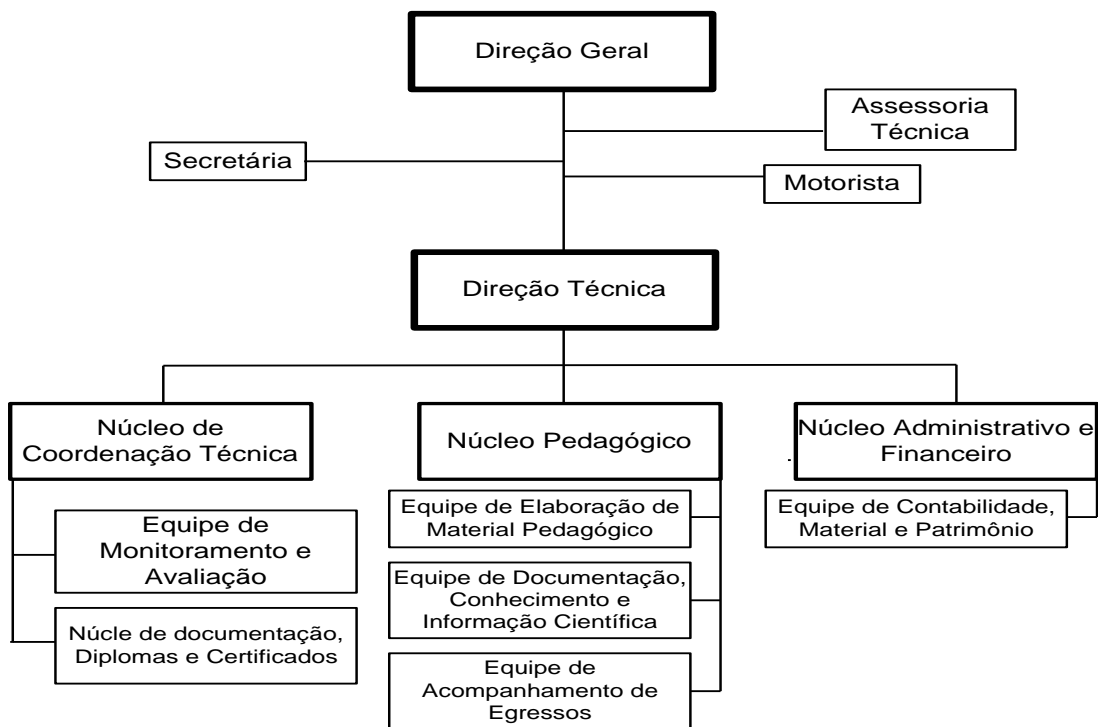 Direção Geral
Assessoria
Técnica
Secretária
Motorista
Direção Técnica
Núcleo de
Coordenação Técnica
Núcleo Pedagógico
Núcleo Administrativo e
Financeiro
Equipe de
Monitoramento e
Avaliação
Núcle de documentação,
Diplomas e Certificados
Equipe de Elaboração de
Material Pedagógico
Equipe de Documentação,
Conhecimento e
Informação Científica
Equipe de
Acompanhamento de
Egressos
Equipe de Contabilidade,
Material e Patrimônio